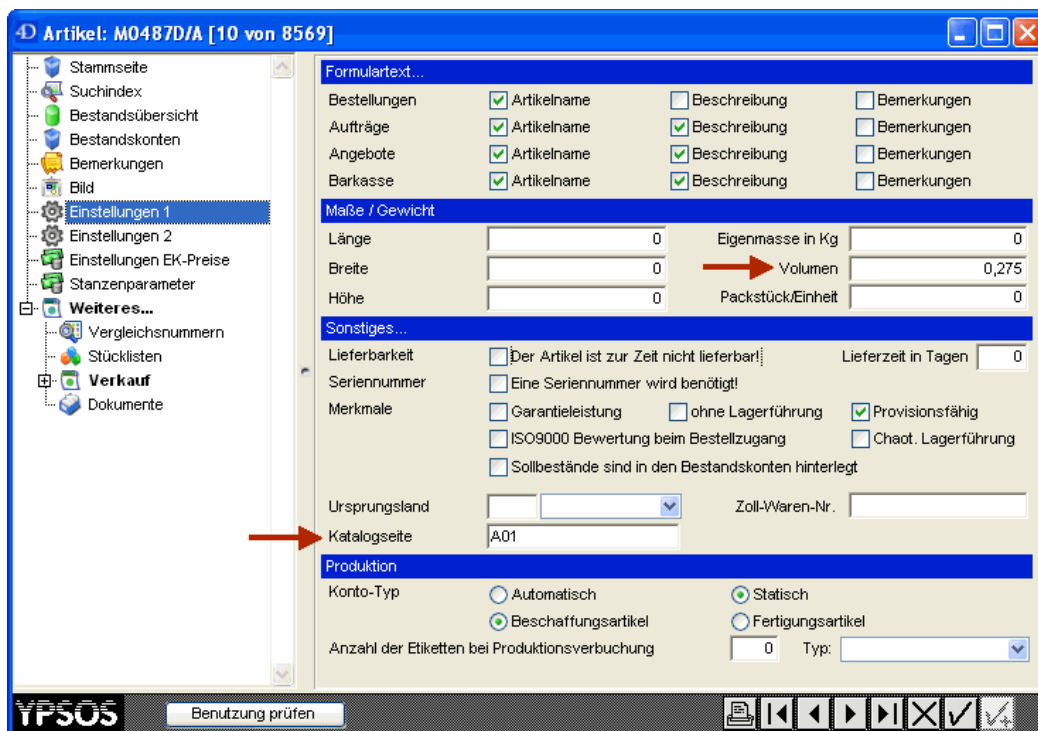 4D Artikel: M0487D/A [10 von 8569]
Stammseite
Suchindex
Bestandsübersicht
Bestandskonten
Bemerkungen
Bild
Einstellungen 1
Einstellungen 2
Einstellungen EK-Preise
Stanzenparameter
Weiteres...
Vergleichsnummern
Stücklisten
Verkauf
Dokumente
Formulartext...
Bestellungen Artikelname Beschreibung Bemerkungen
Aufträge Artikelname Beschreibung Bemerkungen
Angebote Artikelname Beschreibung Bemerkungen
Barkasse Artikelname Beschreibung Bemerkungen
Maße / Gewicht
Länge 0 Eigenmasse in Kg 0
Breite 0 Volumen 0,275
Höhe 0 Packstück/Einheit 0
Sonstiges...
Lieferbarkeit Der Artikel ist zur Zeit nicht lieferbar! Lieferzeit in Tagen 0
Seriennummer Eine Seriennummer wird benötigt!
Merkmale Garantieleistung ohne Lagerführung Provisionsfähig
ISO9000 Bewertung beim Bestellzugang Chaot. Lagerführung
Sollbestände sind in den Bestandskonten hinterlegt
Ursprungsland Zoll-Waren-Nr.
Katalogseite A01
Produktion
Konto-Typ Automatisch Statisch
Beschaffungsartikel Fertigungsartikel
Anzahl der Etiketten bei Produktionsverbuchung 0 Typ:
YPSOS Benutzung prüfen